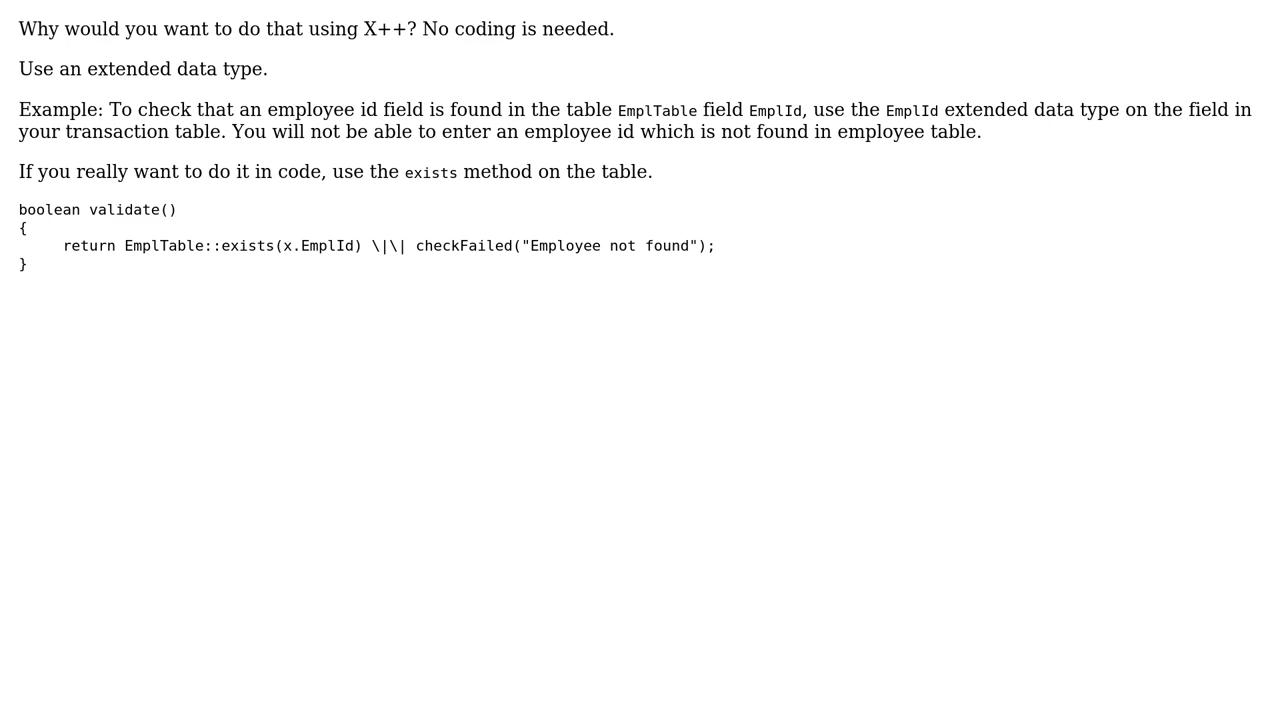 Why would you want to do that using X++? No coding is needed.
Use an extended data type.
Example: To check that an employee id field is found in the table EmplTable field EmplId, use the EmplId extended data type on the field in
your transaction table. You will not be able to enter an employee id which is not found in employee table.
If you really want to do it in code, use the exists method on the table.
boolean validate()
{
     return EmplTable::exists(x.EmplId) \|\| checkFailed("Employee not found");
}